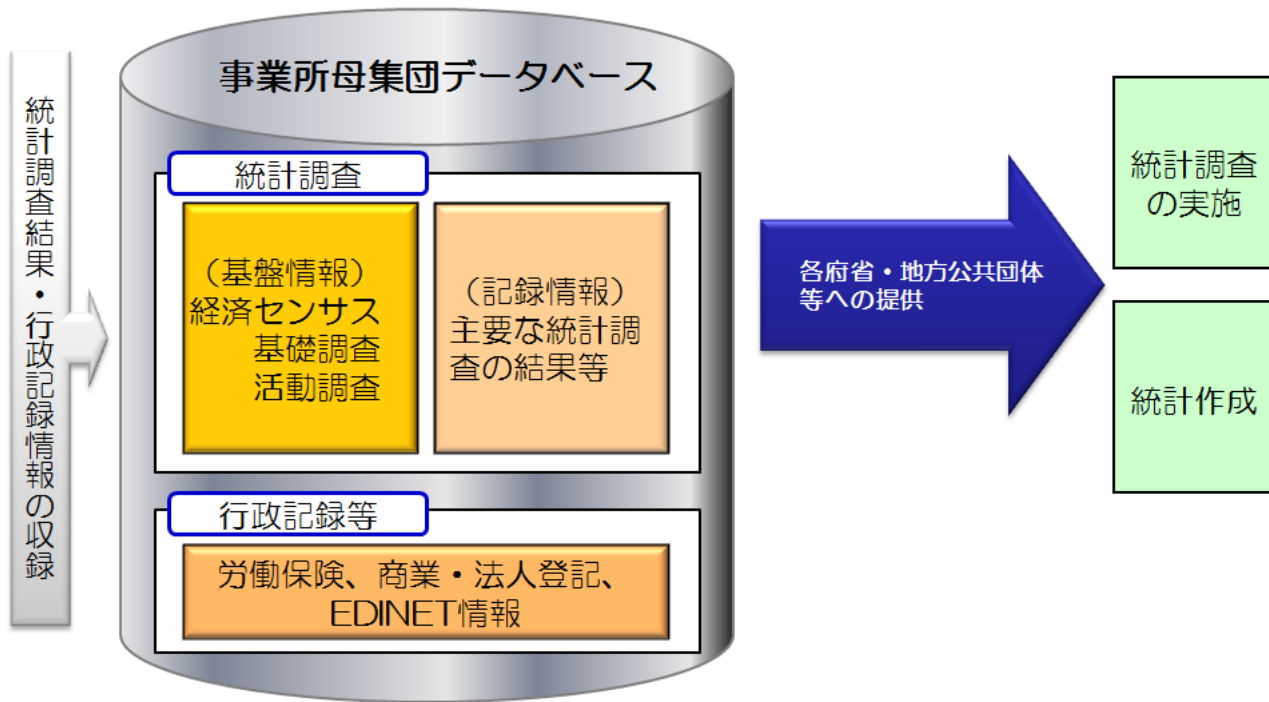 統計調査結果・行政記録情報の収録
事業所母集団データベース
統計調査
（基盤情報）
経済センサス
基礎調査
活動調査
（記録情報）
主要な統計調
査の結果等
行政記録等
労働保険、商業・法人登記、
EDINET情報
各府省・地方公共団体
等への提供
統計調査
の実施
統計作成